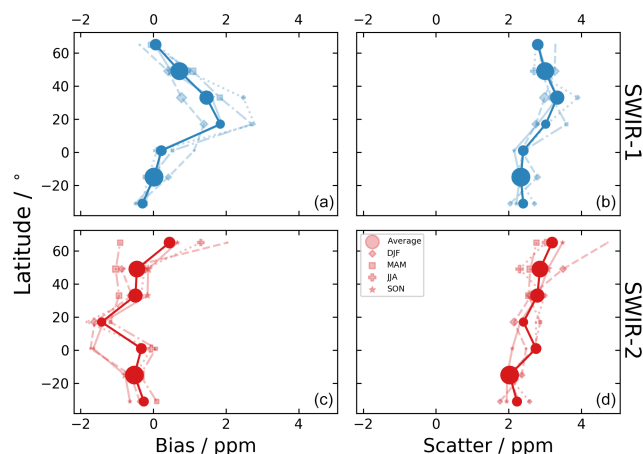 −2 0 2 4
−2 0 2 4
60
40
20
0
−20
(a)
(b)
SWIR-1
Latitude / °
60
40
20
0
−20
(c)
Average
DJF
MAM
JJA
SON
(d)
SWIR-2
−2 0 2 4
−2 0 2 4
Bias / ppm
Scatter / ppm